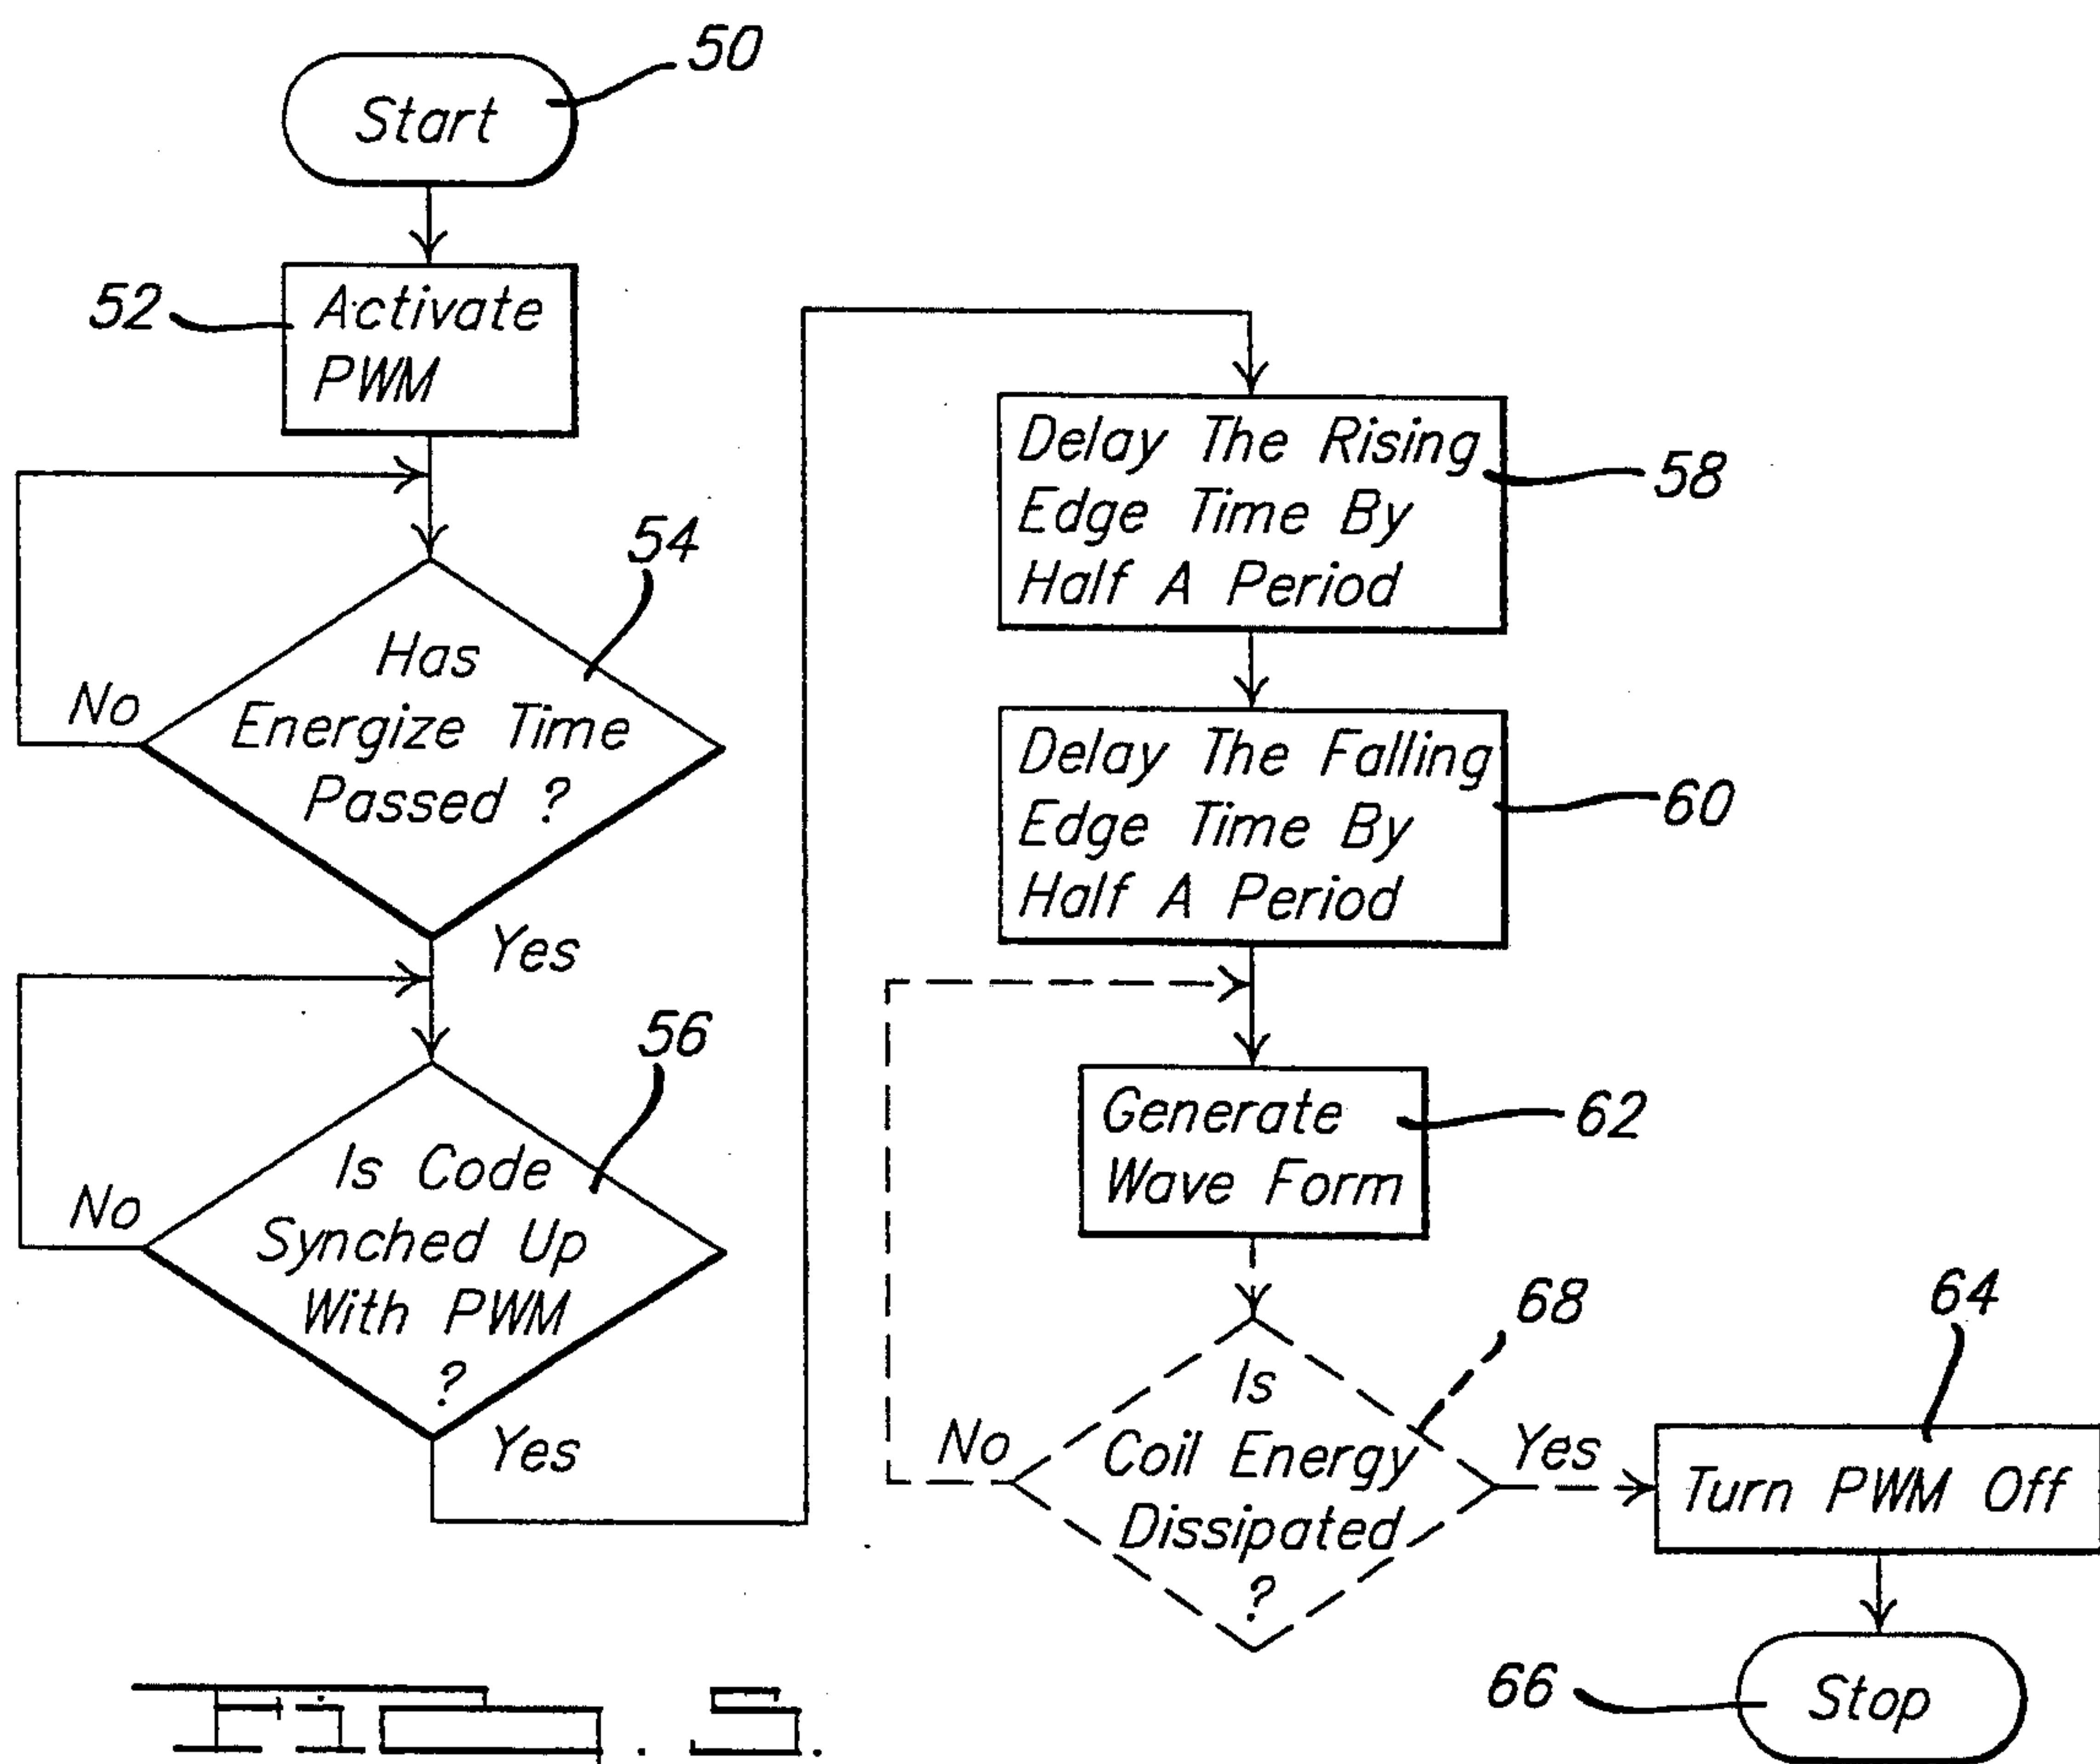 50
Start
52
Activate
PWM
54
Has
Energize Time
Passed ?
No
Yes
56
Is Code
Synched Up
With PWM
?
No
Yes
58
Delay The Rising
Edge Time By
Half A Period
60
Delay The Falling
Edge Time By
Half A Period
62
Generate
Wave Form
68
Is
Coil Energy
Dissipated
?
No
Yes
64
Turn PWM Off
66
Stop